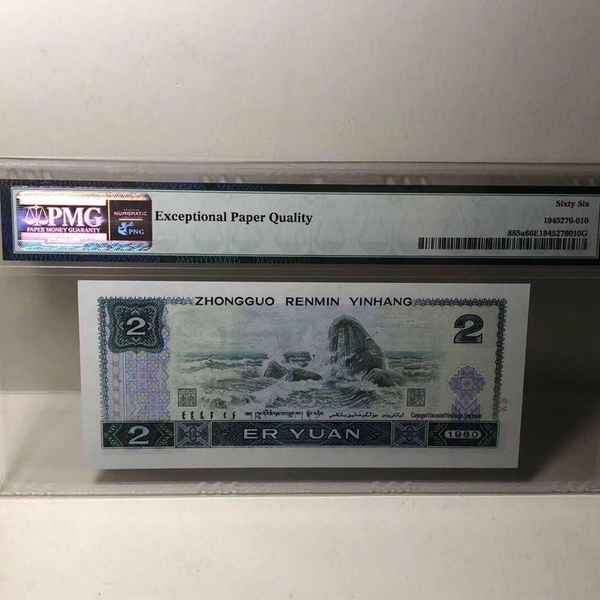 PMG
PAPER MONEY GUARANTY
NUMISMATIC
PNG
Exceptional Paper Quality
Sixty Six
1945276-010
885a66E1945276010G
ZHONGGUO RENMIN YINHANG
2
2
2
ER YUAN
1980